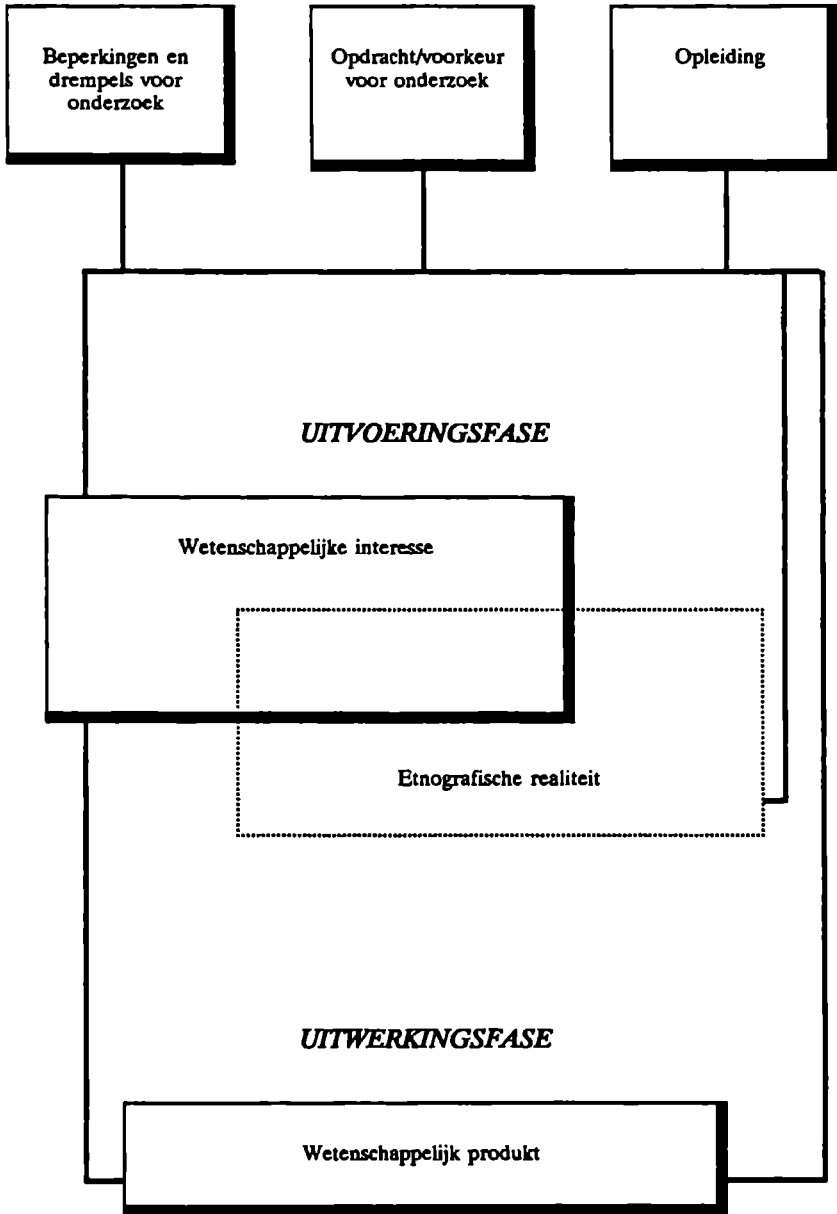 Beperkingen en
drempels voor
onderzoek
Opdracht/voorkeur
voor onderzoek
Opleiding
UITVOERINGSFASE
Wetenschappelijke interesse
Etnografische realiteit
UITWERKINGSFASE
Wetenschappelijk produkt